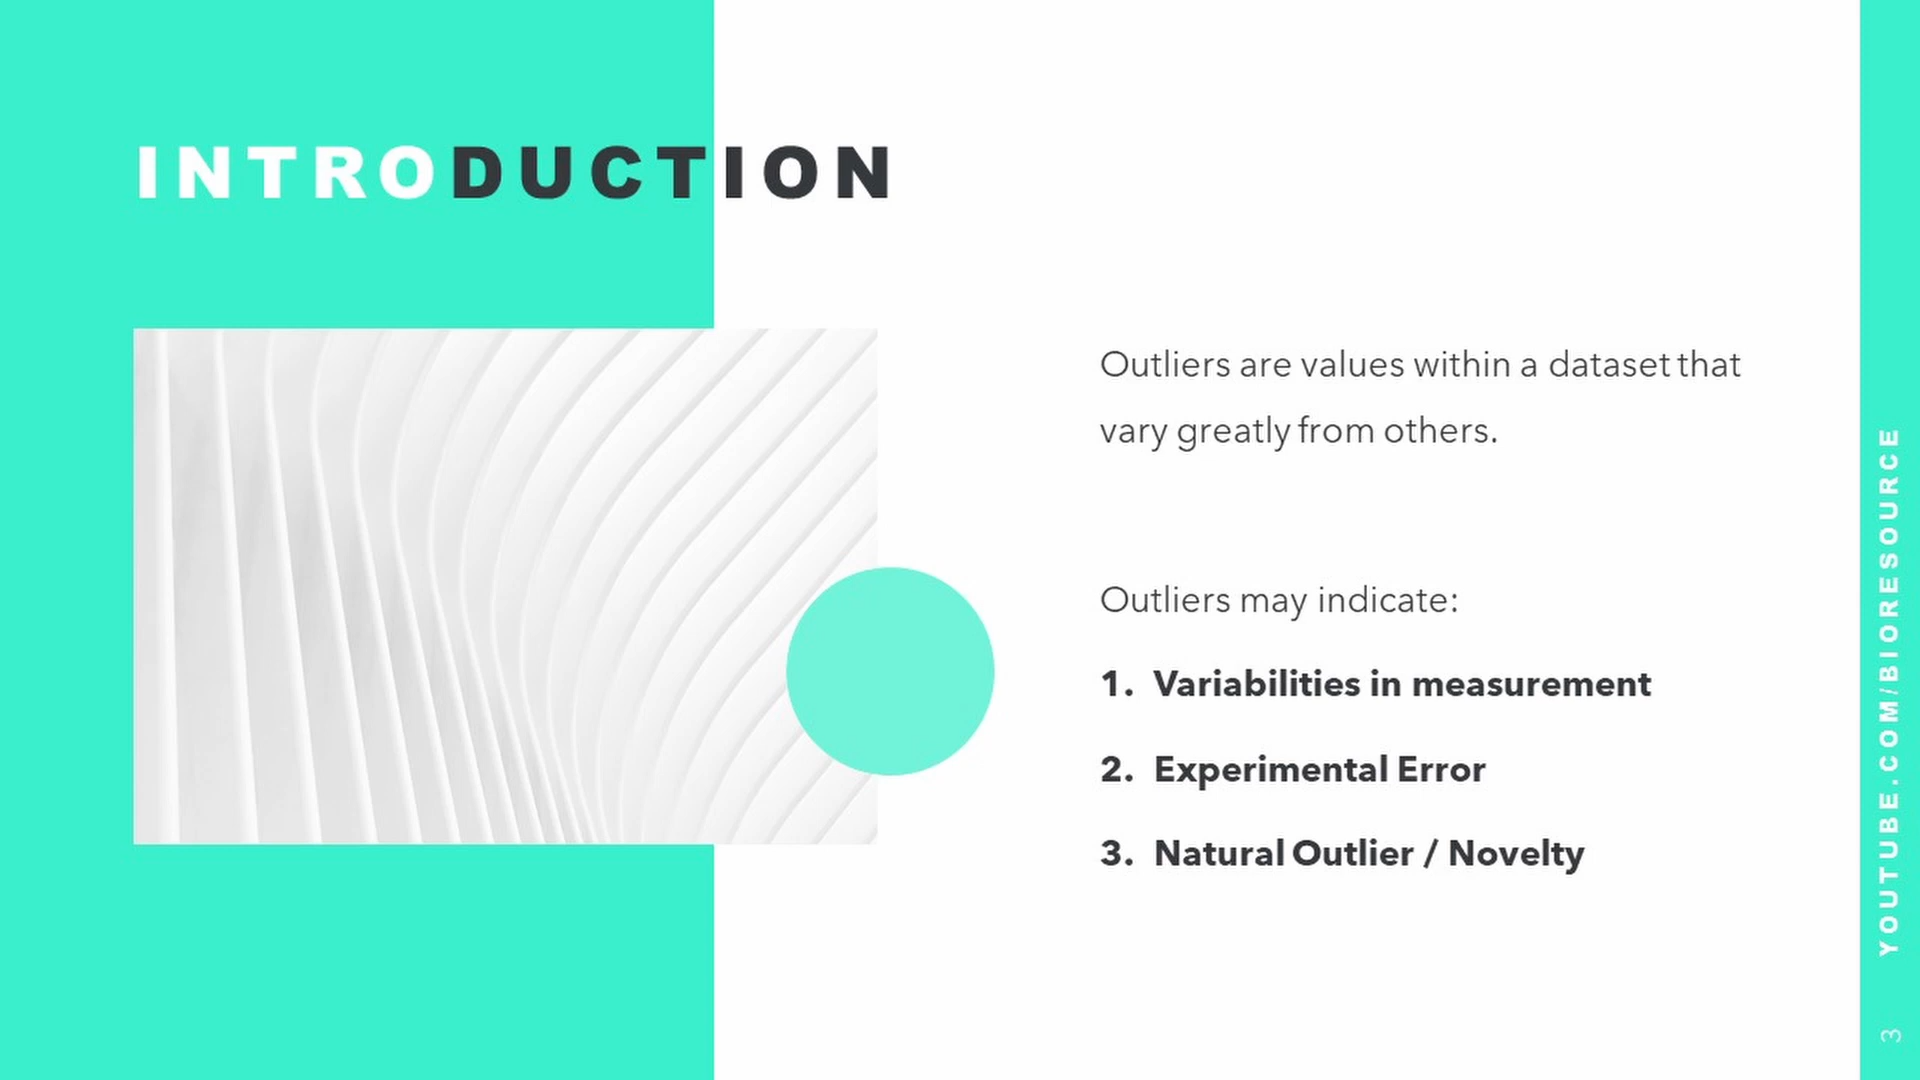 INTRODUCTION
Outliers are values within a dataset that
vary greatly from others.
Outliers may indicate:
1. Variabilities in measurement
2. Experimental Error
3. Natural Outlier / Novelty
YOUTUBE.COM/BIORESOURCE
3